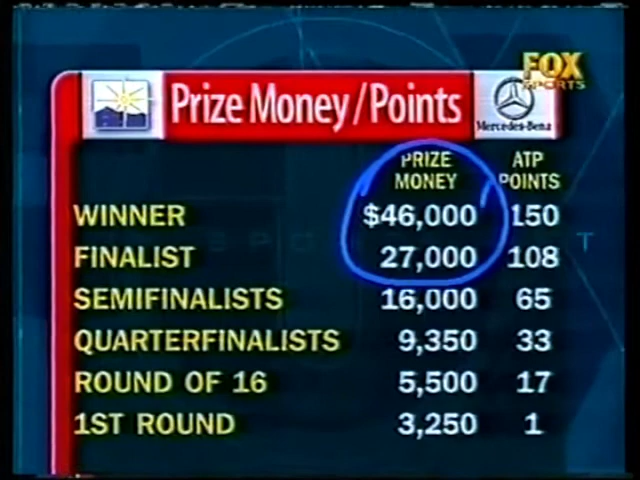 FOX
SPORTS
Prize Money/Points
Mercedes-Benz
PRIZE MONEY ATP POINTS
WINNER $46,000 150
FINALIST 27,000 108
SEMIFINALISTS 16,000 65
QUARTERFINALISTS 9,350 33
ROUND OF 16 5,500 17
1ST ROUND 3,250 1